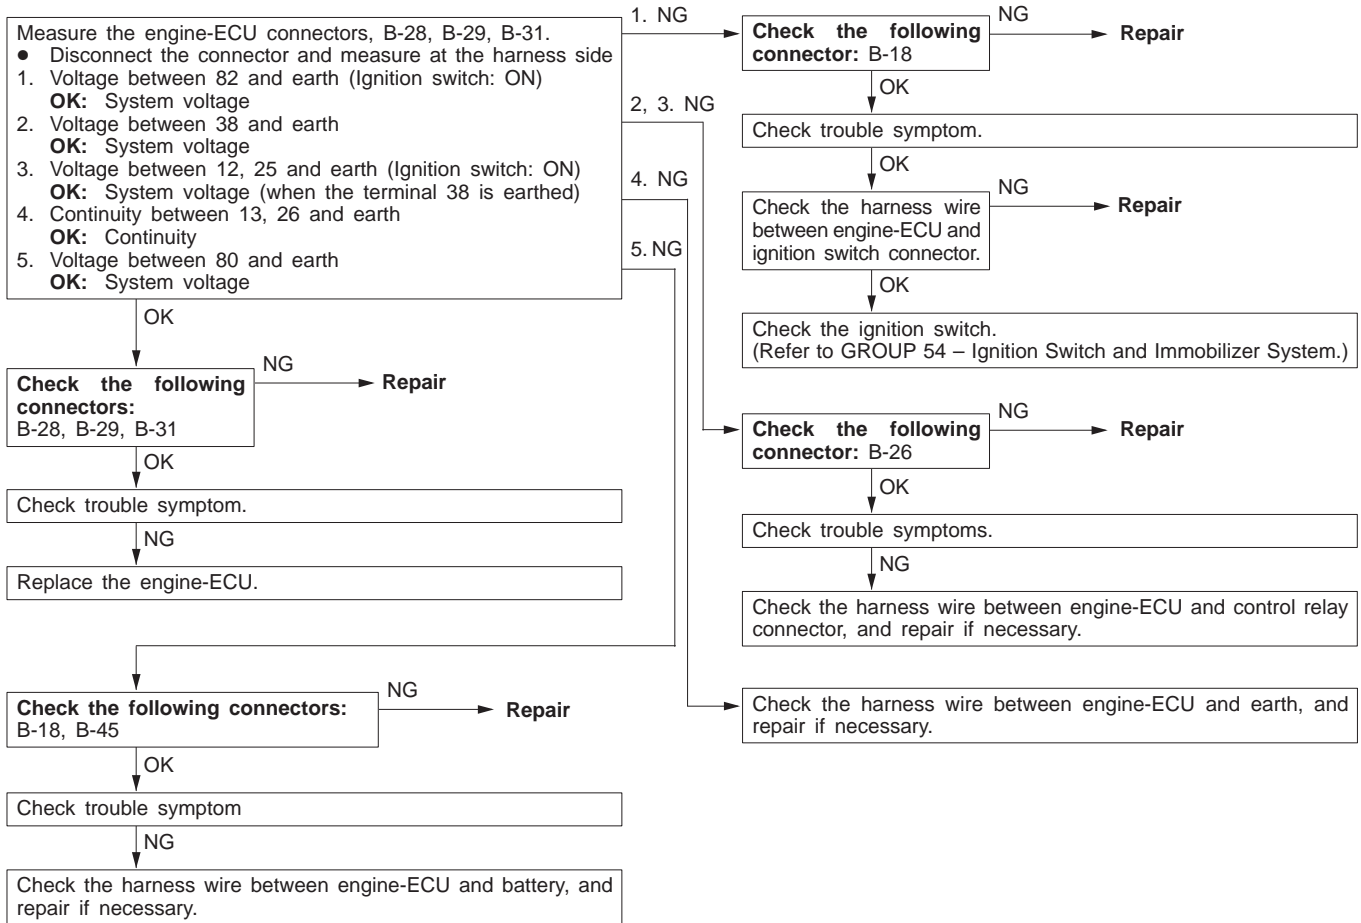 Measure the engine-ECU connectors, B-28, B-29, B-31.
● Disconnect the connector and measure at the harness side
1. Voltage between 82 and earth (Ignition switch: ON)
OK: System voltage
2. Voltage between 38 and earth
OK: System voltage
3. Voltage between 12, 25 and earth (Ignition switch: ON)
OK: System voltage (when the terminal 38 is earthed)
4. Continuity between 13, 26 and earth
OK: Continuity
5. Voltage between 80 and earth
OK: System voltage
OK
Check the following
connectors:
B-28, B-29, B-31
NG
Repair
OK
Check trouble symptom.
NG
Replace the engine-ECU.
1. NG
Check the following
connector: B-18
NG
Repair
OK
Check trouble symptom.
OK
Check the harness wire
between engine-ECU and
ignition switch connector.
NG
Repair
OK
Check the ignition switch.
(Refer to GROUP 54 – Ignition Switch and Immobilizer System.)
2, 3. NG
Check the following
connector: B-26
NG
Repair
OK
Check trouble symptoms.
NG
Check the harness wire between engine-ECU and control relay
connector, and repair if necessary.
4. NG
Check the harness wire between engine-ECU and earth, and
repair if necessary.
5. NG
Check the following connectors:
B-18, B-45
NG
Repair
OK
Check trouble symptom
NG
Check the harness wire between engine-ECU and battery, and
repair if necessary.